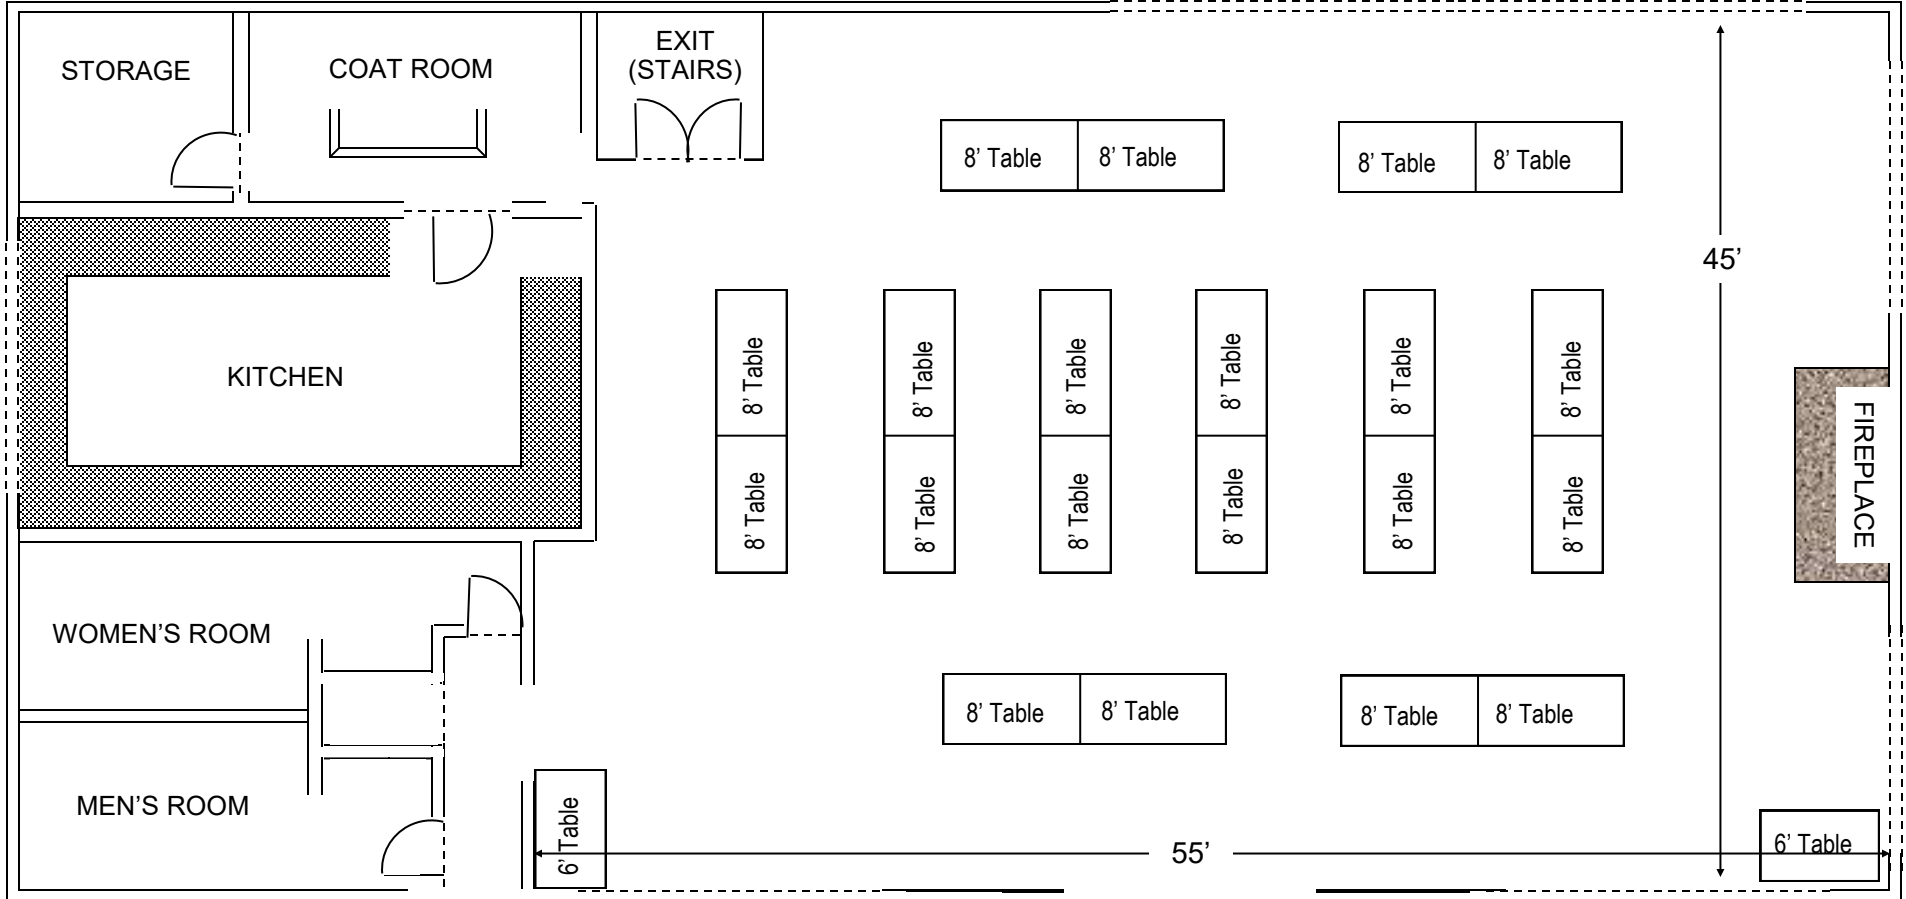 STORAGE
COAT ROOM
EXIT
(STAIRS)
8’ Table
8’ Table
8’ Table
8’ Table
45’
KITCHEN
8’ Table
8’ Table
8’ Table
8’ Table
8’ Table
8’ Table
FIREPLACE
8’ Table
8’ Table
8’ Table
8’ Table
8’ Table
8’ Table
WOMEN’S ROOM
8’ Table
8’ Table
8’ Table
8’ Table
MEN’S ROOM
6’ Table
55’
6’ Table